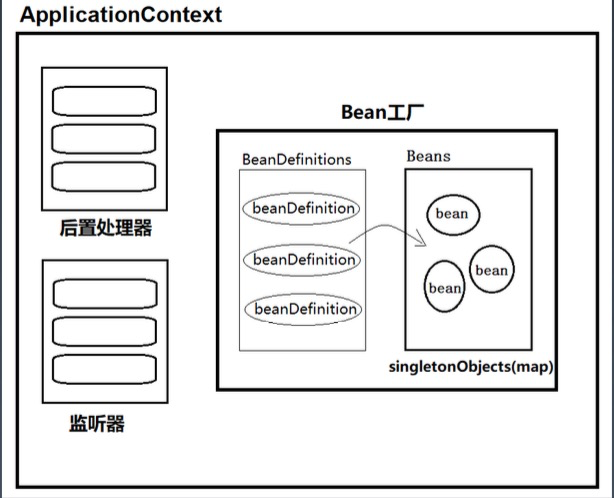 ApplicationContext
Bean工厂
BeanDefinitions
Beans
beanDefinition
bean
beanDefinition
bean
bean
beanDefinition
singletonObjects(map)
后置处理器
监听器